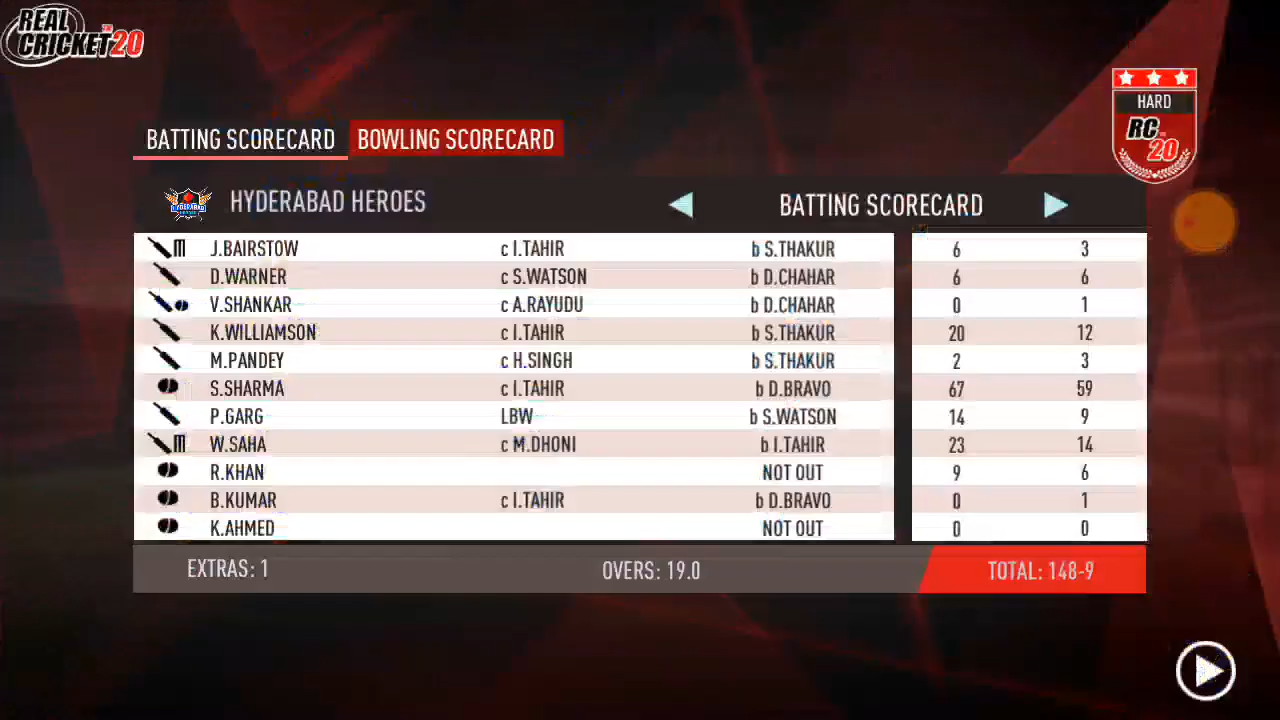 REAL
CRICKET™20
HARD
RC™
20
BATTING SCORECARD BOWLING SCORECARD
HYDERABAD HEROES BATTING SCORECARD
J.BAIRSTOW c I.TAHIR b S.THAKUR 6 3
D.WARNER c S.WATSON b D.CHAHAR 6 6
V.SHANKAR c A.RAYUDU b D.CHAHAR 0 1
K.WILLIAMSON c I.TAHIR b S.THAKUR 20 12
M.PANDEY c H.SINGH b S.THAKUR 2 3
S.SHARMA c I.TAHIR b D.BRAVO 67 59
P.GARG LBW b S.WATSON 14 9
W.SAHA c M.DHONI b I.TAHIR 23 14
R.KHAN NOT OUT 9 6
B.KUMAR c I.TAHIR b D.BRAVO 0 1
K.AHMED NOT OUT 0 0
EXTRAS: 1 OVERS: 19.0 TOTAL: 148-9